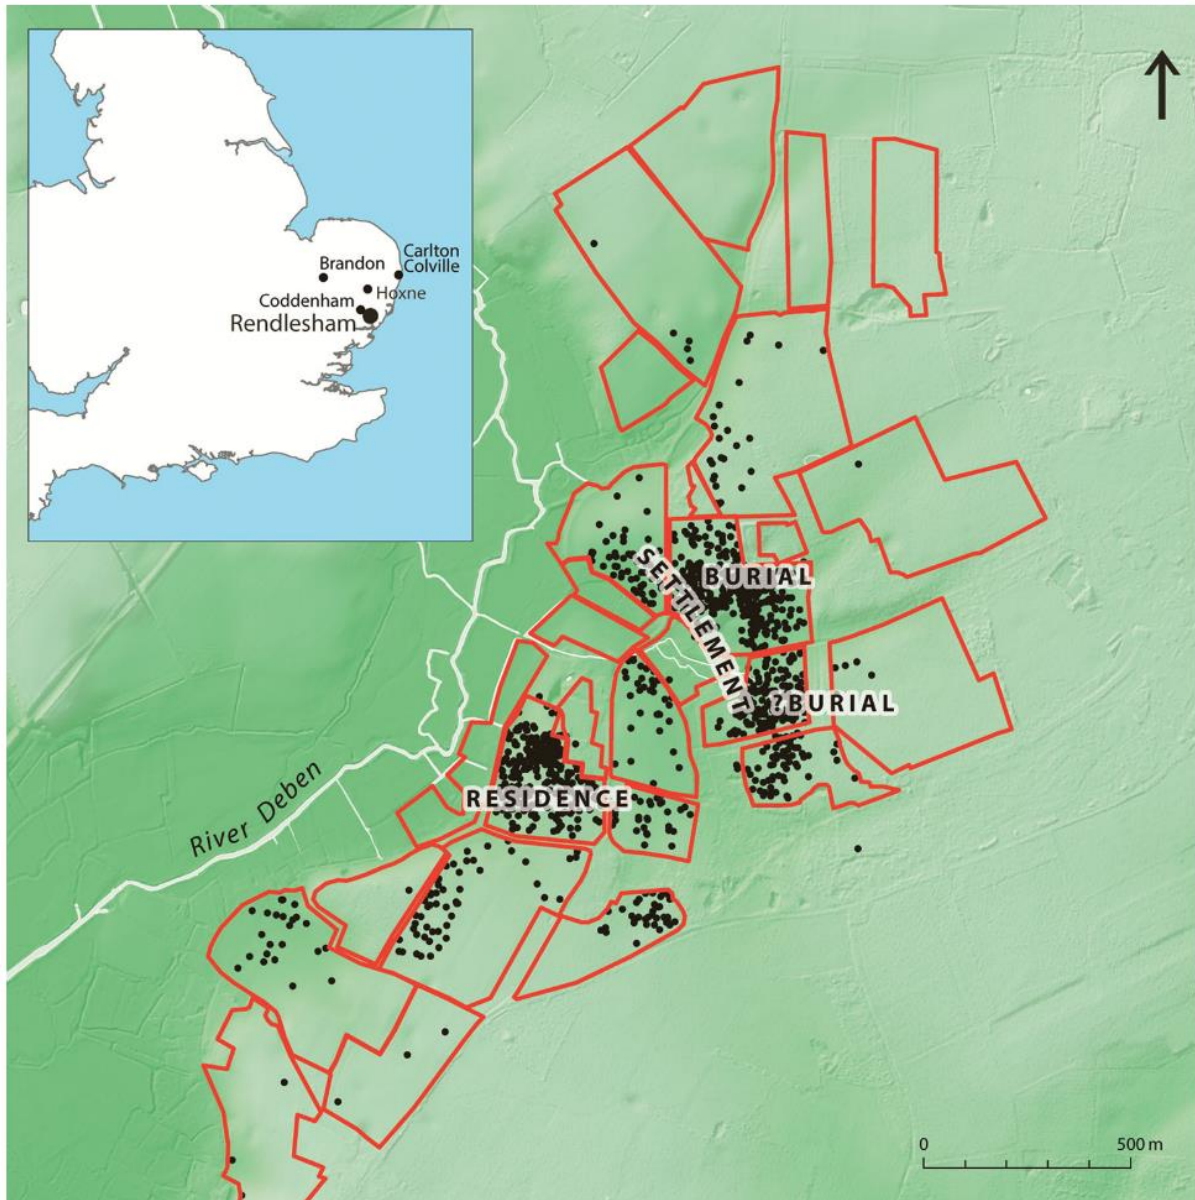 Carlton
Colville
Brandon
Hoxne
Coddenham
Rendlesham
SETTLEMENT
BURIAL
?BURIAL
RESIDENCE
River Deben
0 500 m